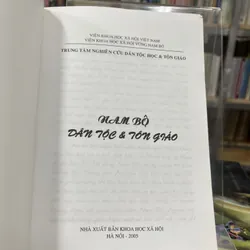 VIỆN KHOA HỌC XÃ HỘI VIỆT NAM
VIỆN KHOA HỌC XÃ HỘI VÙNG NAM BỘ
TRUNG TÂM NGHIÊN CỨU DÂN TỘC HỌC & TÔN GIÁO
NAM BỘ
DÂN TỘC & TÔN GIÁO
NHÀ XUẤT BẢN KHOA HỌC XÃ HỘI
HÀ NỘI - 2005